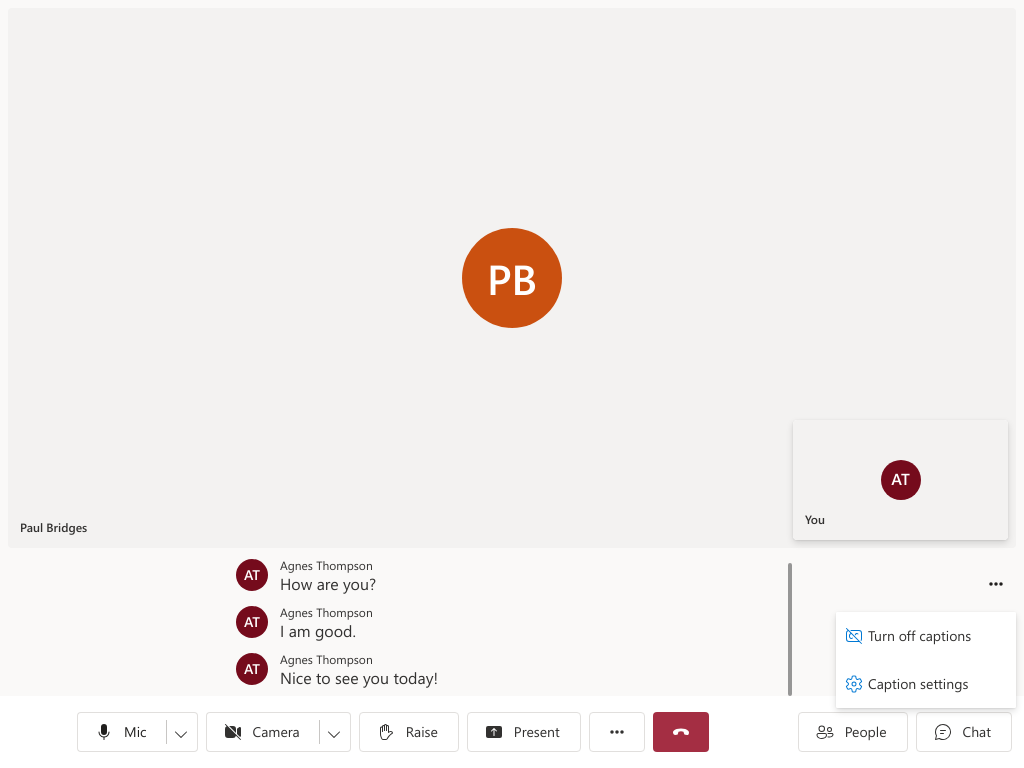 PB
AT
You
Paul Bridges
AT
Agnes Thompson
How are you?
AT
Agnes Thompson
I am good.
AT
Agnes Thompson
Nice to see you today!
Turn off captions
Caption settings
Mic
Camera
Raise
Present
People
Chat